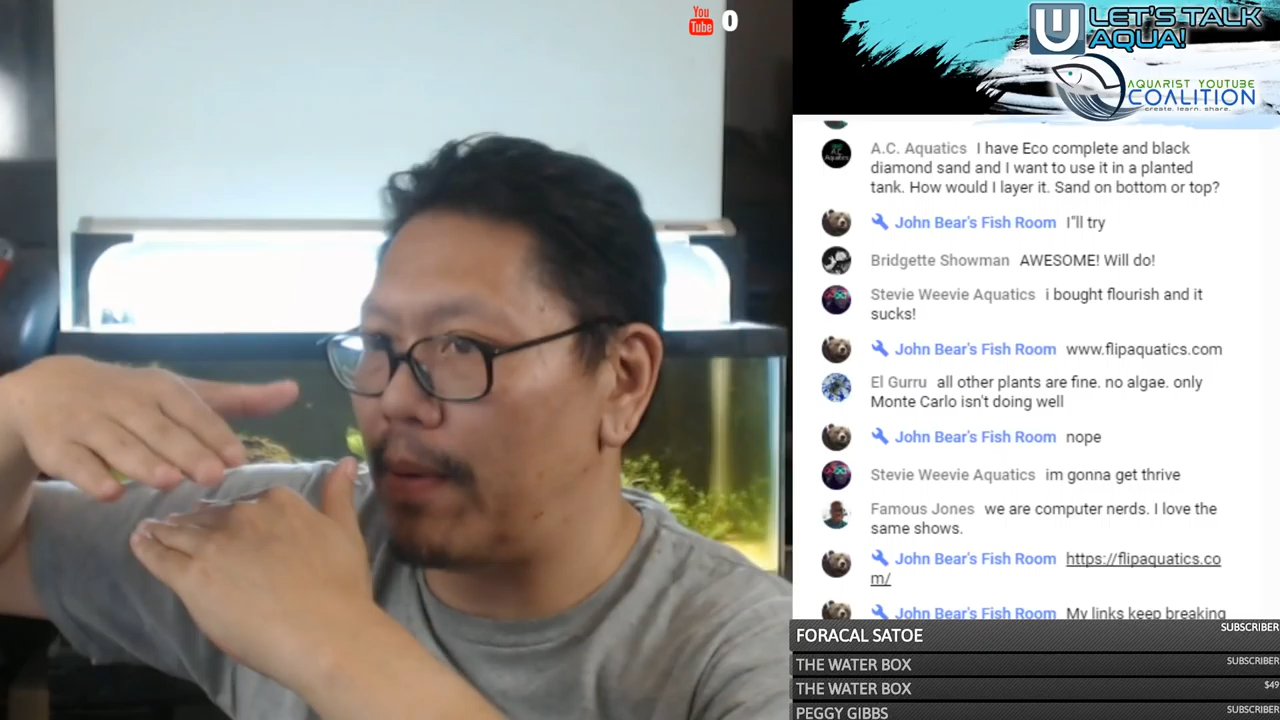 You
Tube 0
LET'S TALK
AQUA!
AQUARIST YOUTUBE
COALITION
create. learn. share.
A.C. Aquatics I have Eco complete and black
diamond sand and I want to use it in a planted
tank. How would I layer it. Sand on bottom or top?
John Bear's Fish Room I"ll try
Bridgette Showman AWESOME! Will do!
Stevie Weevie Aquatics i bought flourish and it
sucks!
John Bear's Fish Room www.flipaquatics.com
El Gurru all other plants are fine. no algae. only
Monte Carlo isn't doing well
John Bear's Fish Room nope
Stevie Weevie Aquatics im gonna get thrive
Famous Jones we are computer nerds. I love the
same shows.
John Bear's Fish Room https://flipaquatics.co
m/
John Bear's Fish Room My links keep breaking
FORACAL SATOE SUBSCRIBER
THE WATER BOX SUBSCRIBER
THE WATER BOX $49
PEGGY GIBBS SUBSCRIBER